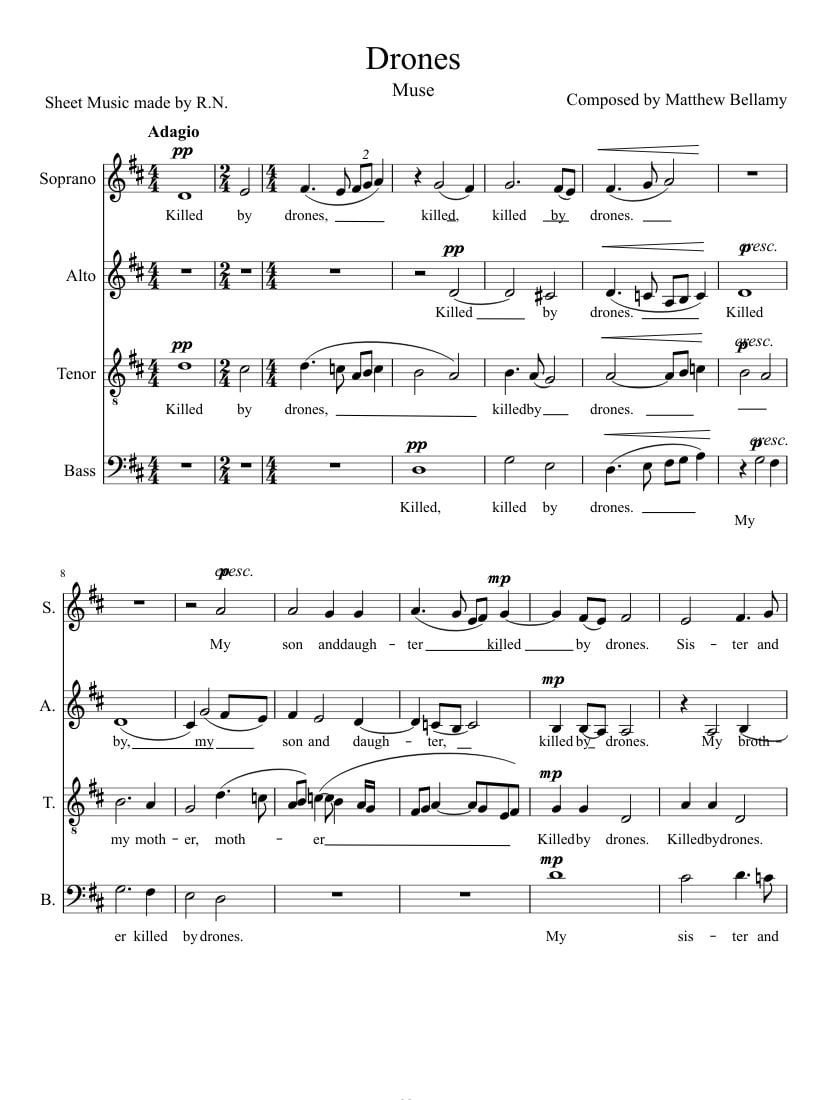 Drones
Muse
Sheet Music made by R.N.
Composed by Matthew Bellamy
Adagio
pp
2
Soprano
Killed by drones, killed, killed by drones.
pp cresc.
p
Alto
Killed by drones. Killed
pp cresc.
p
Tenor
Killed by drones, killedby drones.
pp cresc.
p
Bass
Killed, killed by drones. My
8
cresc.
p mp
S.
My son anddaugh - ter killed by drones. Sis - ter and
mp
A.
by, my son and daugh - ter, killed by drones. My broth -
mp
T.
8
my moth - er, moth - er Killedby drones. Killedbydrones.
mp
B.
er killed by drones. My sis - ter and